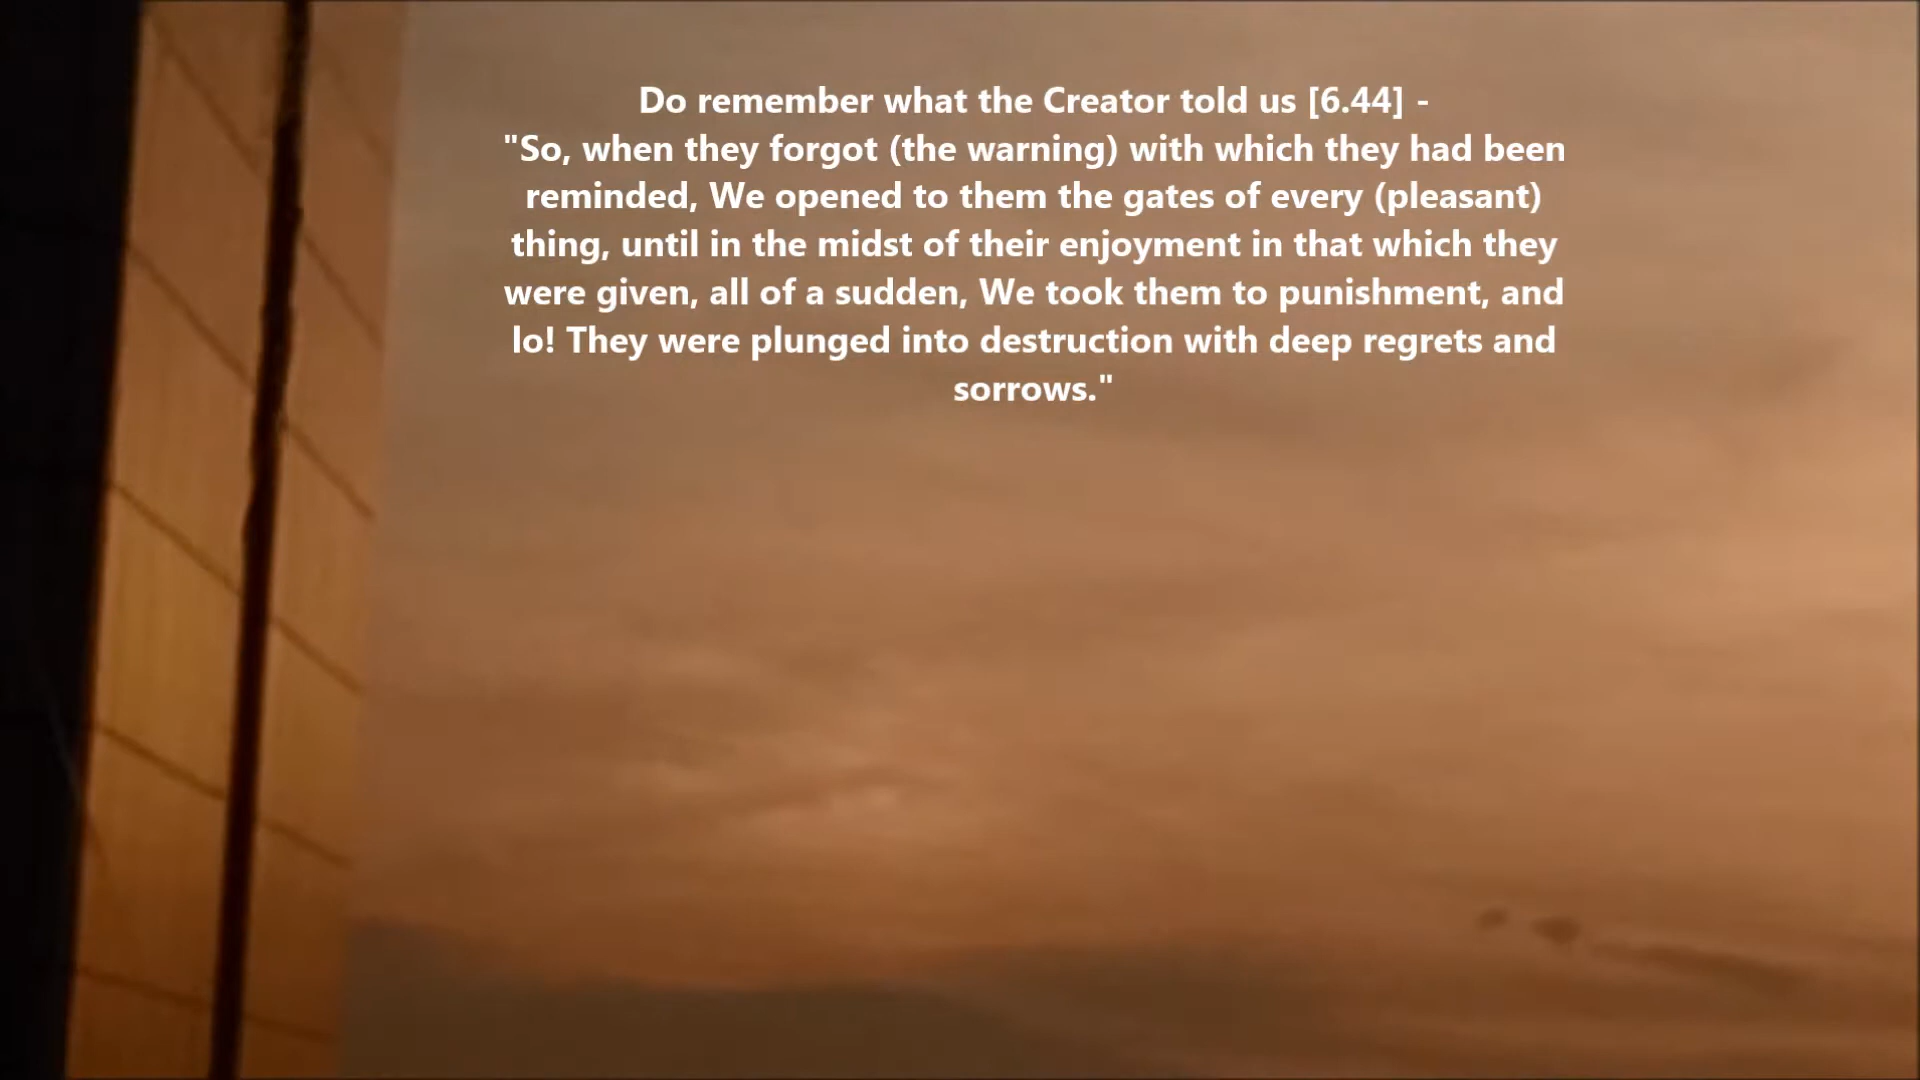 Do remember what the Creator told us [6.44] -
"So, when they forgot (the warning) with which they had been
reminded, We opened to them the gates of every (pleasant)
thing, until in the midst of their enjoyment in that which they
were given, all of a sudden, We took them to punishment, and
lo! They were plunged into destruction with deep regrets and
sorrows."